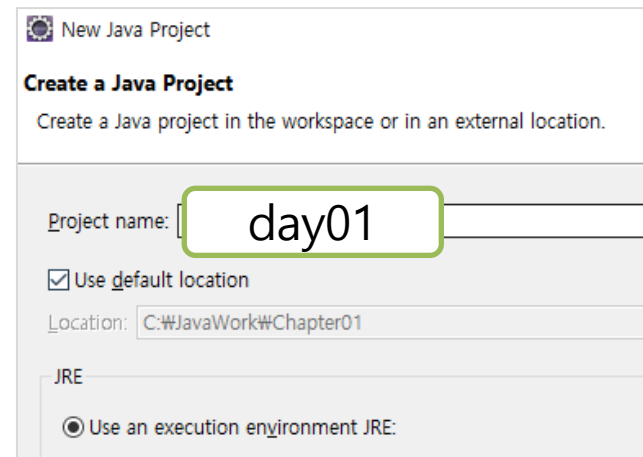 New Java Project
Create a Java Project
Create a Java project in the workspace or in an external location.
Project name: day01
Use default location
Location: C:₩JavaWork₩Chapter01
JRE
Use an execution environment JRE: